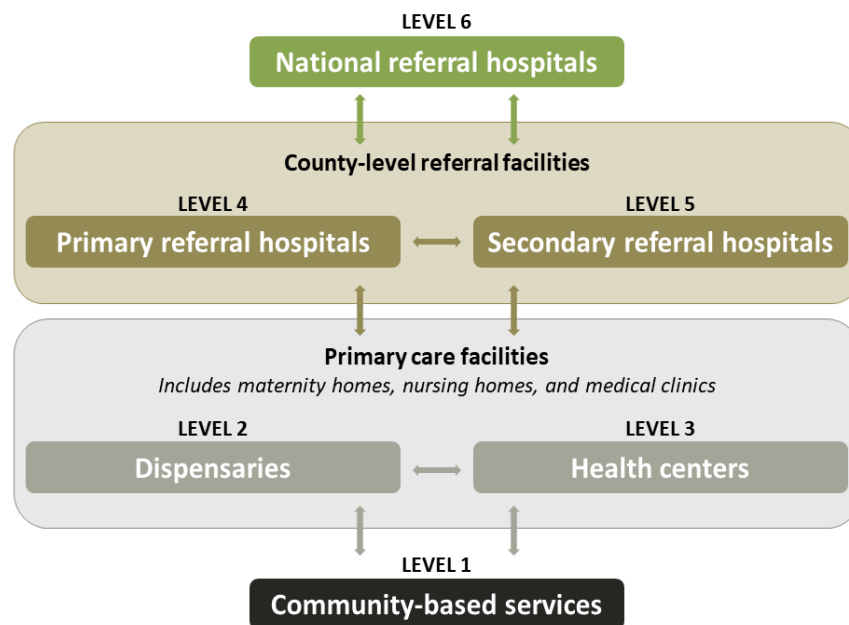 LEVEL 6
National referral hospitals
County-level referral facilities
LEVEL 4
Primary referral hospitals
LEVEL 5
Secondary referral hospitals
Primary care facilities
Includes maternity homes, nursing homes, and medical clinics
LEVEL 2
Dispensaries
LEVEL 3
Health centers
LEVEL 1
Community-based services